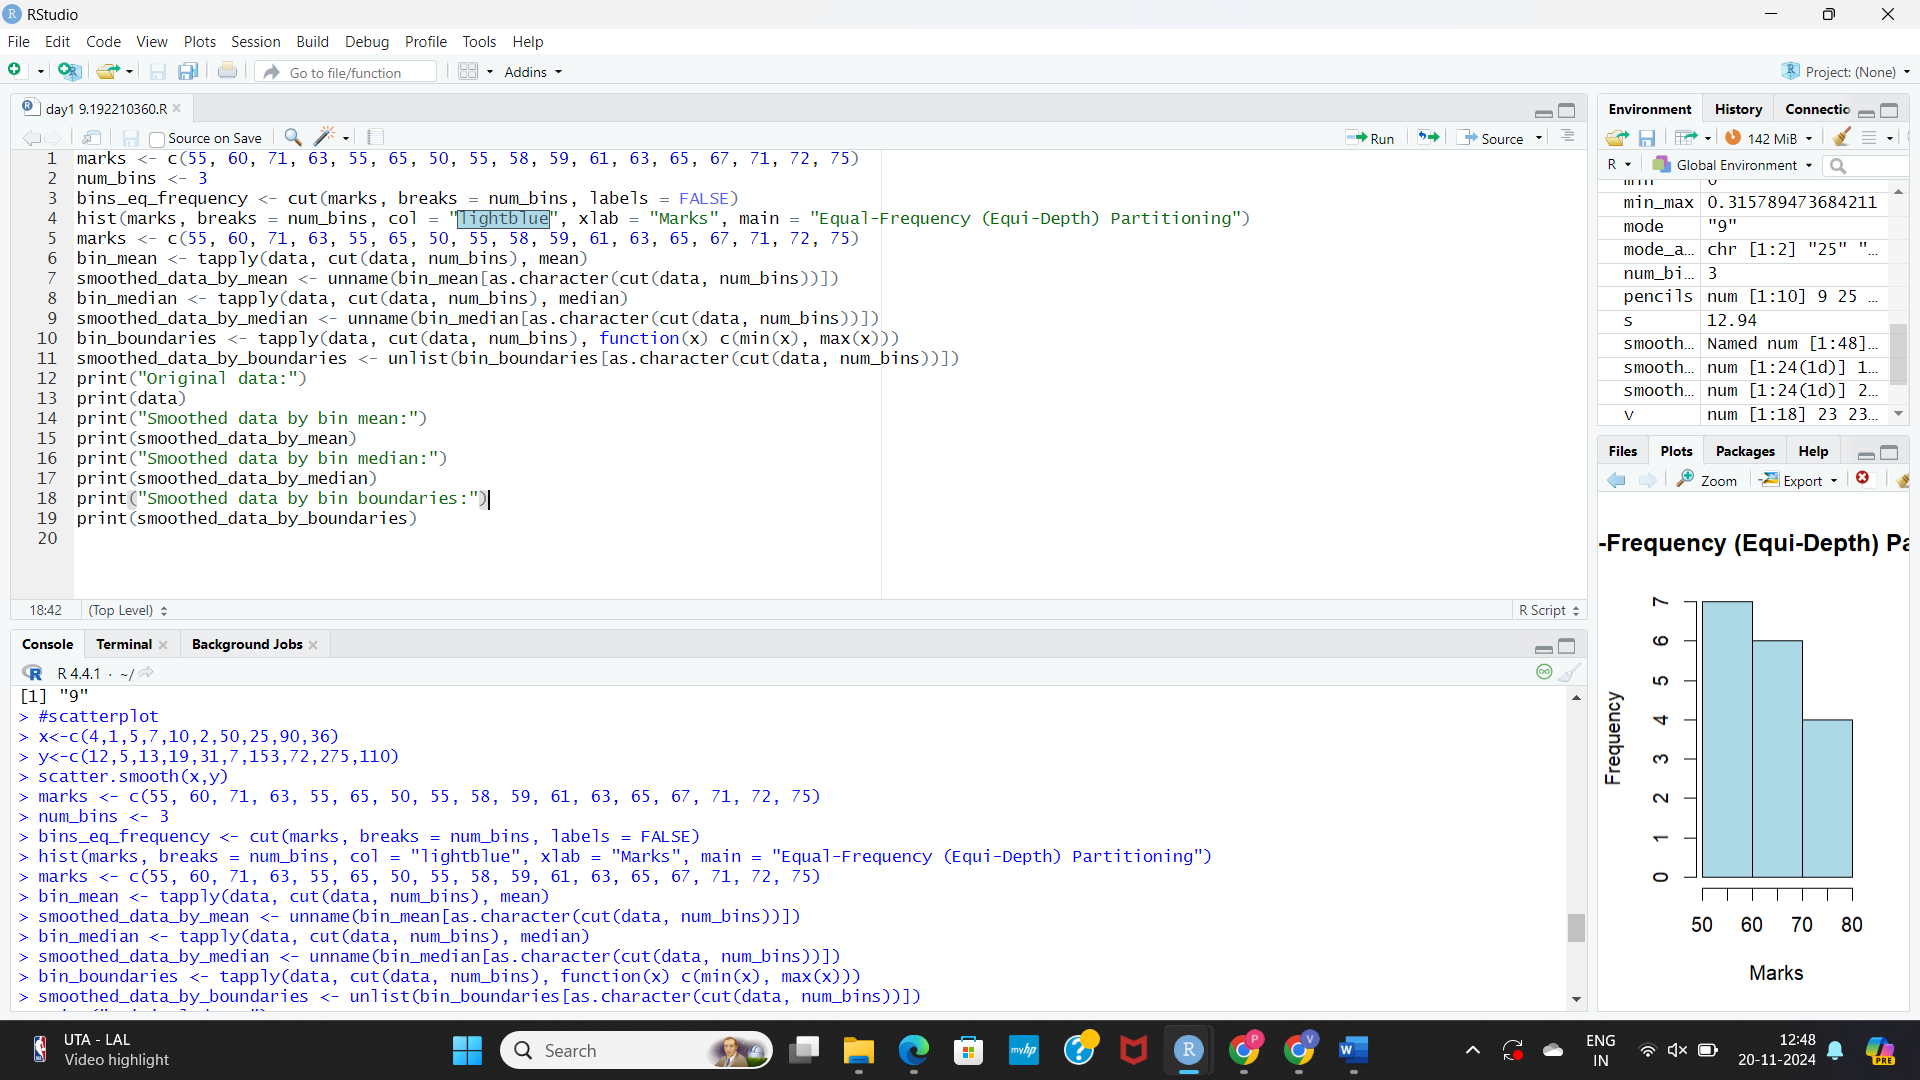 RStudio
File Edit Code View Plots Session Build Debug Profile Tools Help
Go to file/function Addins Project: (None)
day1 9.192210360.R
Source on Save Run Source
1 marks <- c(55, 60, 71, 63, 55, 65, 50, 55, 58, 59, 61, 63, 65, 67, 71, 72, 75)
2 num_bins <- 3
3 bins_eq_frequency <- cut(marks, breaks = num_bins, labels = FALSE)
4 hist(marks, breaks = num_bins, col = "lightblue", xlab = "Marks", main = "Equal-Frequency (Equi-Depth) Partitioning")
5 marks <- c(55, 60, 71, 63, 55, 65, 50, 55, 58, 59, 61, 63, 65, 67, 71, 72, 75)
6 bin_mean <- tapply(data, cut(data, num_bins), mean)
7 smoothed_data_by_mean <- unname(bin_mean[as.character(cut(data, num_bins))])
8 bin_median <- tapply(data, cut(data, num_bins), median)
9 smoothed_data_by_median <- unname(bin_median[as.character(cut(data, num_bins))])
10 bin_boundaries <- tapply(data, cut(data, num_bins), function(x) c(min(x), max(x)))
11 smoothed_data_by_boundaries <- unlist(bin_boundaries[as.character(cut(data, num_bins))])
12 print("Original data:")
13 print(data)
14 print("Smoothed data by bin mean:")
15 print(smoothed_data_by_mean)
16 print("Smoothed data by bin median:")
17 print(smoothed_data_by_median)
18 print("Smoothed data by bin boundaries:")
19 print(smoothed_data_by_boundaries)
20
18:42 (Top Level) R Script
Console Terminal Background Jobs
R 4.4.1 · ~/
[1] "9"
> #scatterplot
> x<-c(4,1,5,7,10,2,50,25,90,36)
> y<-c(12,5,13,19,31,7,153,72,275,110)
> scatter.smooth(x,y)
> marks <- c(55, 60, 71, 63, 55, 65, 50, 55, 58, 59, 61, 63, 65, 67, 71, 72, 75)
> num_bins <- 3
> bins_eq_frequency <- cut(marks, breaks = num_bins, labels = FALSE)
> hist(marks, breaks = num_bins, col = "lightblue", xlab = "Marks", main = "Equal-Frequency (Equi-Depth) Partitioning")
> marks <- c(55, 60, 71, 63, 55, 65, 50, 55, 58, 59, 61, 63, 65, 67, 71, 72, 75)
> bin_mean <- tapply(data, cut(data, num_bins), mean)
> smoothed_data_by_mean <- unname(bin_mean[as.character(cut(data, num_bins))])
> bin_median <- tapply(data, cut(data, num_bins), median)
> smoothed_data_by_median <- unname(bin_median[as.character(cut(data, num_bins))])
> bin_boundaries <- tapply(data, cut(data, num_bins), function(x) c(min(x), max(x)))
> smoothed_data_by_boundaries <- unlist(bin_boundaries[as.character(cut(data, num_bins))])
Environment History Connectio
142 MiB
R Global Environment
min_max 0.315789473684211
mode "9"
mode_a... chr [1:2] "25" "...
num_bi... 3
pencils num [1:10] 9 25 ...
s 12.94
smooth... Named num [1:48]...
smooth... num [1:24(1d)] 1...
smooth... num [1:24(1d)] 2...
v num [1:18] 23 23...
Files Plots Packages Help
Zoom Export
-Frequency (Equi-Depth) Pa
Frequency
7
6
5
4
3
2
1
0
50 60 70 80
Marks
UTA - LAL
Video highlight
Search
myhp
ENG
IN
12:48
20-11-2024
PRE